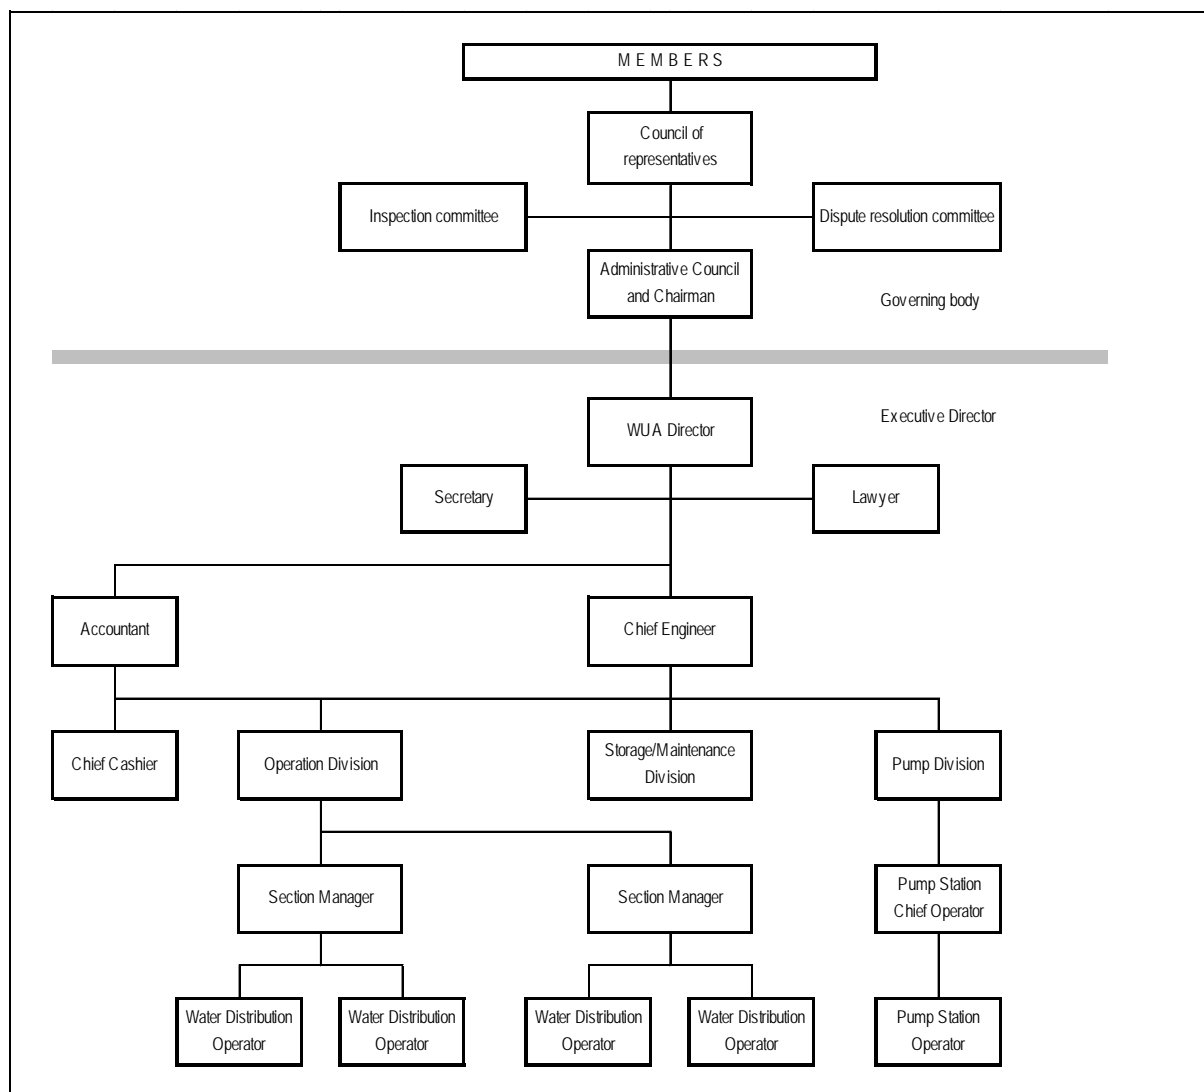 MEMBERS
Council of
representatives
Inspection committee
Dispute resolution committee
Administrative Council
and Chairman
Governing body
WUA Director
Executive Director
Secretary
Lawyer
Accountant
Chief Engineer
Chief Cashier
Operation Division
Storage/Maintenance
Division
Pump Division
Section Manager
Section Manager
Pump Station
Chief Operator
Water Distribution
Operator
Water Distribution
Operator
Water Distribution
Operator
Water Distribution
Operator
Pump Station
Operator